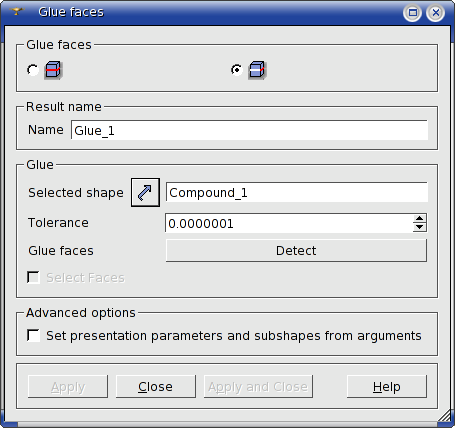 Glue faces
Glue faces
Result name
Name Glue_1
Glue
Selected shape Compound_1
Tolerance 0.0000001
Glue faces Detect
Select Faces
Advanced options
Set presentation parameters and subshapes from arguments
Apply Close Apply and Close Help